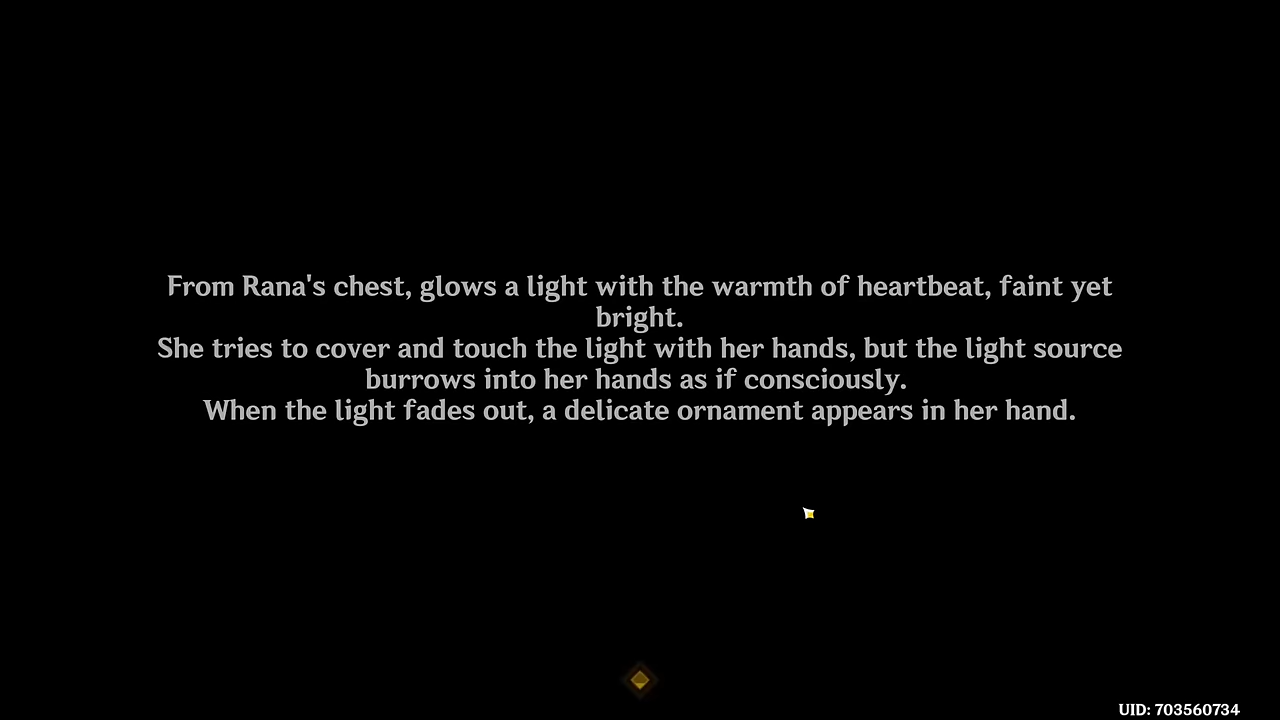 From Rana's chest, glows a light with the warmth of heartbeat, faint yet
bright.
She tries to cover and touch the light with her hands, but the light source
burrows into her hands as if consciously.
When the light fades out, a delicate ornament appears in her hand.
UID: 703560734